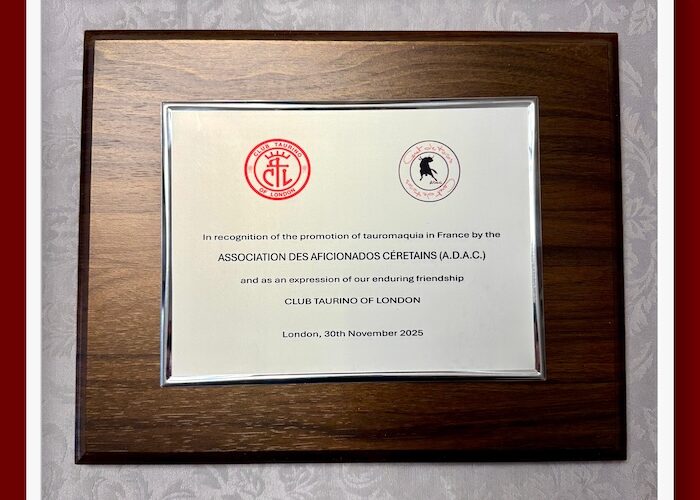 CLUB TAURINO
CTL
OF LONDON
In recognition of the promotion of tauromaquia in France by the
ASSOCIATION DES AFICIONADOS CÉRETAINS (A.D.A.C.)
and as an expression of our enduring friendship
CLUB TAURINO OF LONDON
London, 30th November 2025